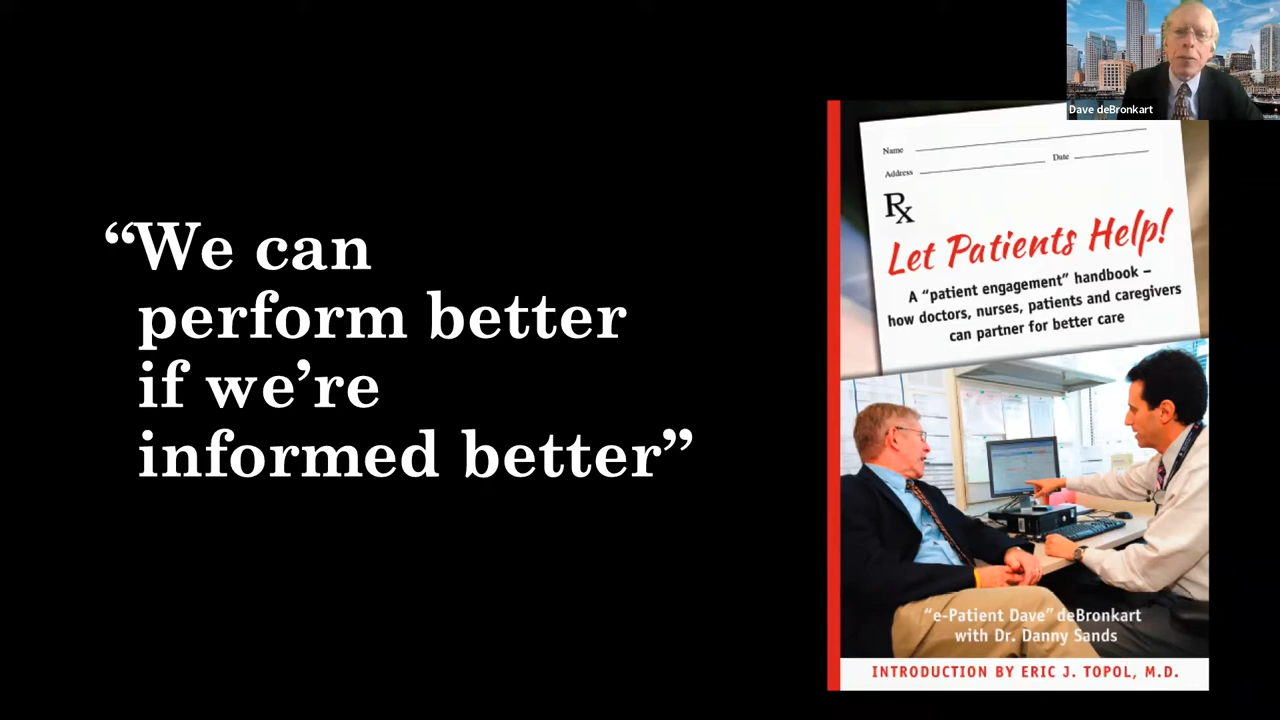 “We can
perform better
if we’re
informed better”
Dave deBronkart
Name
Date
Address
Rx
Let Patients Help!
A “patient engagement” handbook –
how doctors, nurses, patients and caregivers
can partner for better care
“e-Patient Dave” deBronkart
with Dr. Danny Sands
INTRODUCTION BY ERIC J. TOPOL, M.D.